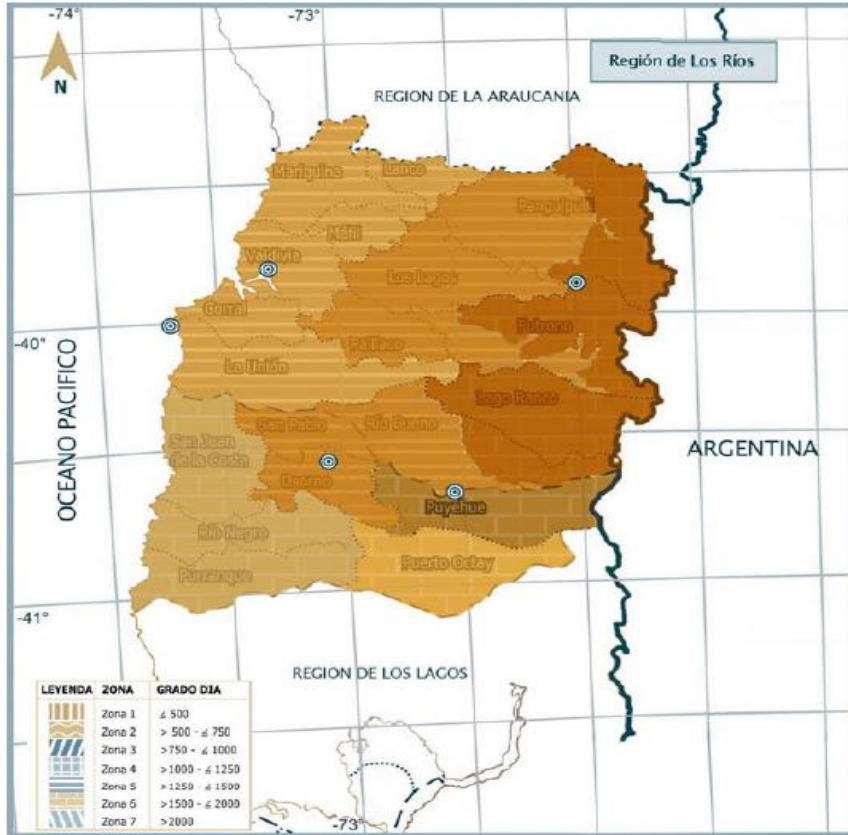 -74°
-73°
Región de Los Ríos
N
REGION DE LA ARAUCANIA
Mariquina
Lanco
Panguipulli
Máfil
Valdivia
Los Lagos
Corral
Futrono
-40°
Paillaco
La Unión
Lago Ranco
OCEANO PACIFICO
San Pablo
Río Bueno
San Juan
de la Costa
ARGENTINA
Osorno
Puyehue
Río Negro
Puerto Octay
Purranque
-41°
REGION DE LOS LAGOS
LEYENDA ZONA GRADO DIA
Zona 1 ≤ 500
Zona 2 > 500 - ≤ 750
Zona 3 >750 - ≤ 1000
Zona 4 >1000 - ≤ 1250
Zona 5 >1250 - ≤ 1500
Zona 6 >1500 - ≤ 2000
Zona 7 >2000
-73°